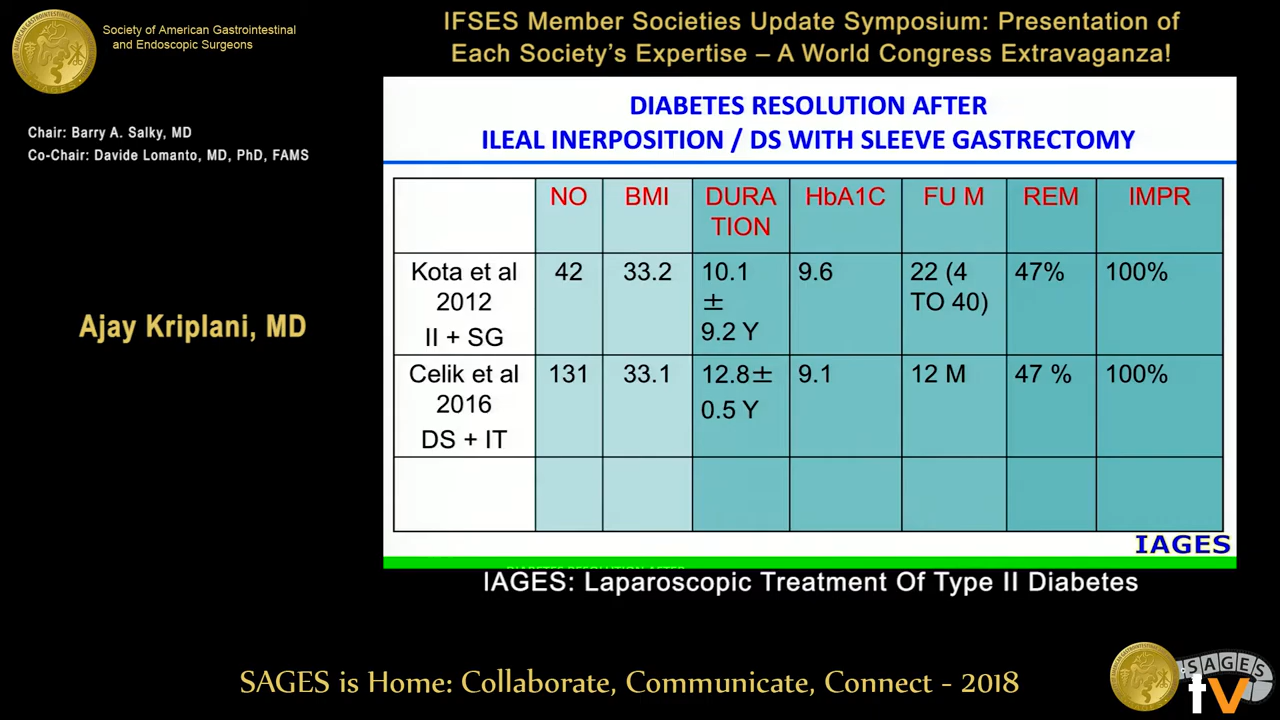 Society of American Gastrointestinal
and Endoscopic Surgeons
IFSES Member Societies Update Symposium: Presentation of
Each Society's Expertise – A World Congress Extravaganza!
Chair: Barry A. Salky, MD
Co-Chair: Davide Lomanto, MD, PhD, FAMS
Ajay Kriplani, MD
DIABETES RESOLUTION AFTER
ILEAL INERPOSITION / DS WITH SLEEVE GASTRECTOMY
NO BMI DURA HbA1C FU M REM IMPR
TION
Kota et al 42 33.2 10.1 9.6 22 (4 47% 100%
2012 ± TO 40)
II + SG 9.2 Y
Celik et al 131 33.1 12.8± 9.1 12 M 47 % 100%
2016 0.5 Y
DS + IT
IAGES
IAGES: Laparoscopic Treatment Of Type II Diabetes
SAGES is Home: Collaborate, Communicate, Connect - 2018
SAGES
tv